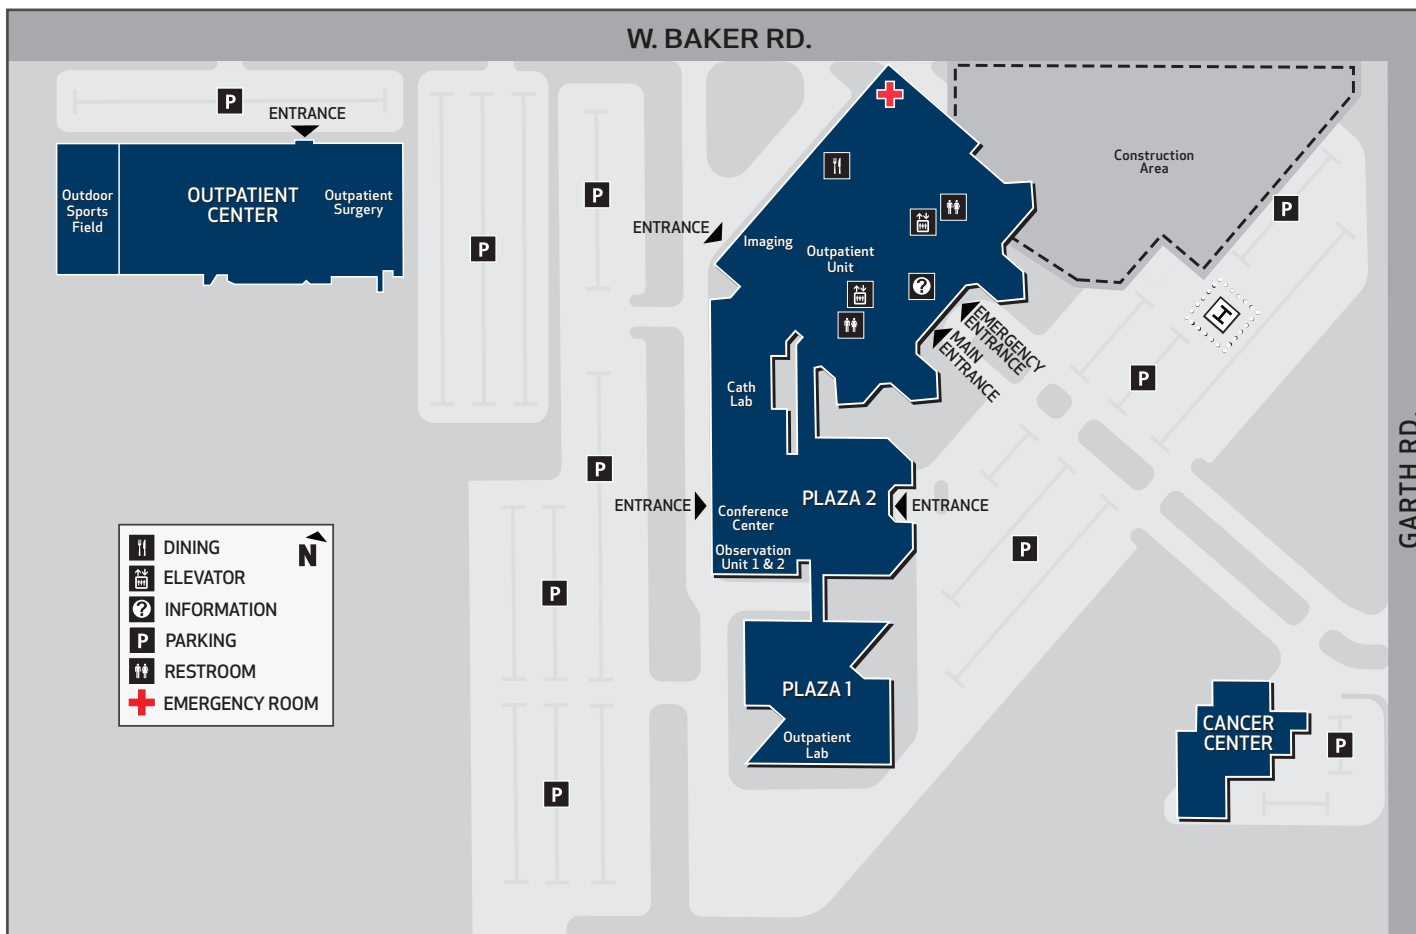 W. BAKER RD.
P
ENTRANCE
Outdoor
Sports
Field
OUTPATIENT
CENTER
Outpatient
Surgery
P
P
ENTRANCE
Imaging
Outpatient
Unit
?
Construction
Area
P
H
EMERGENCY
ENTRANCE
MAIN
ENTRANCE
P
GARTH RD.
Cath
Lab
P
ENTRANCE
PLAZA 2
ENTRANCE
Conference
Center
Observation
Unit 1 & 2
P
N
DINING
ELEVATOR
? INFORMATION
P PARKING
RESTROOM
EMERGENCY ROOM
P
PLAZA 1
Outpatient
Lab
P
CANCER
CENTER
P